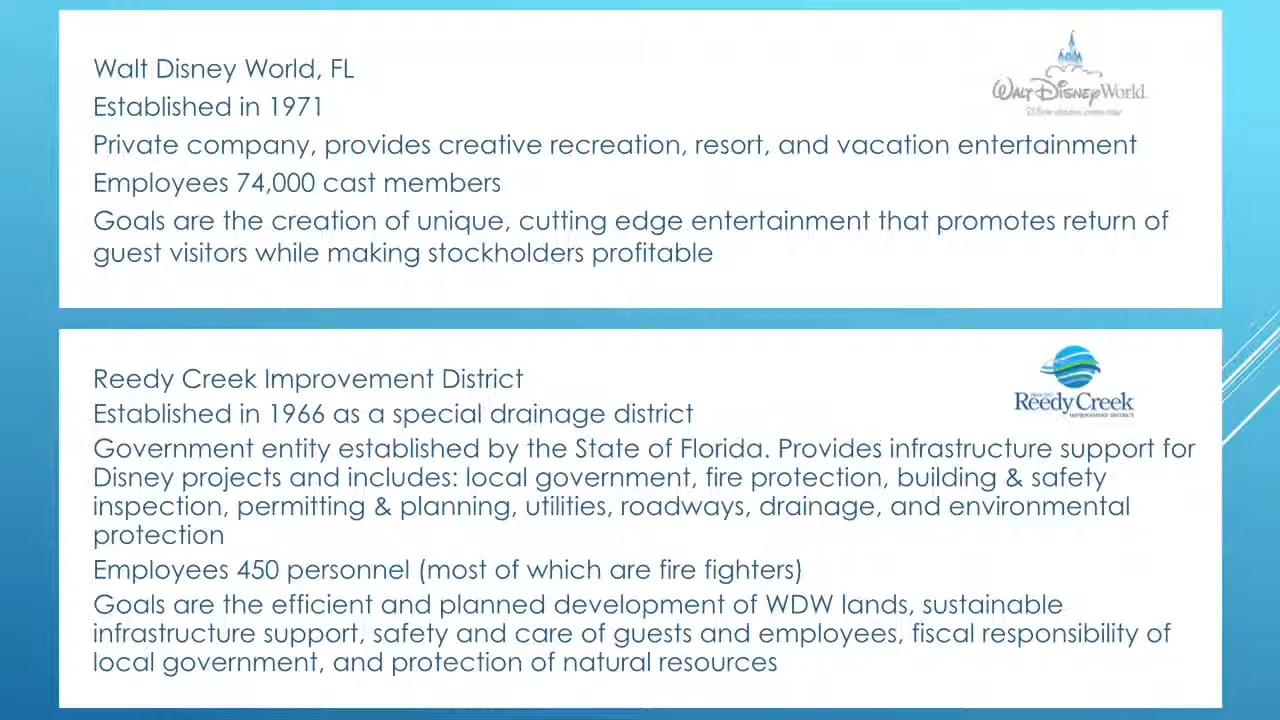 Walt Disney World, FL
Established in 1971
Private company, provides creative recreation, resort, and vacation entertainment
Employees 74,000 cast members
Goals are the creation of unique, cutting edge entertainment that promotes return of
guest visitors while making stockholders profitable
Walt Disney World.
Reedy Creek Improvement District
Established in 1966 as a special drainage district
Government entity established by the State of Florida. Provides infrastructure support for
Disney projects and includes: local government, fire protection, building & safety
inspection, permitting & planning, utilities, roadways, drainage, and environmental
protection
Employees 450 personnel (most of which are fire fighters)
Goals are the efficient and planned development of WDW lands, sustainable
infrastructure support, safety and care of guests and employees, fiscal responsibility of
local government, and protection of natural resources
Reedy Creek
IMPROVEMENT DISTRICT